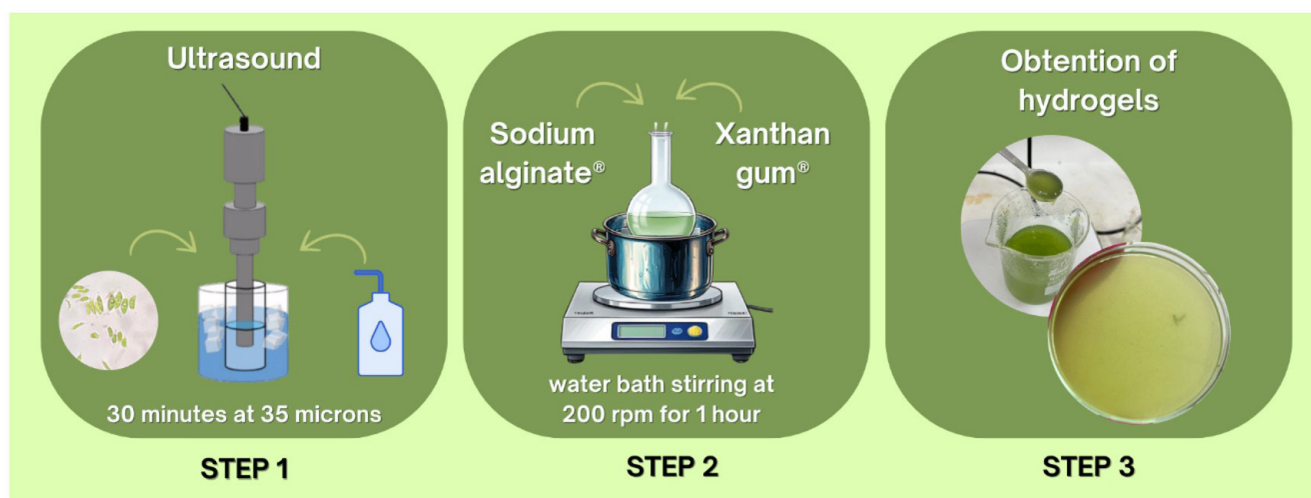 Ultrasound
30 minutes at 35 microns
STEP 1
Sodium
alginate®
Xanthan
gum®
water bath stirring at
200 rpm for 1 hour
STEP 2
Obtention of
hydrogels
STEP 3